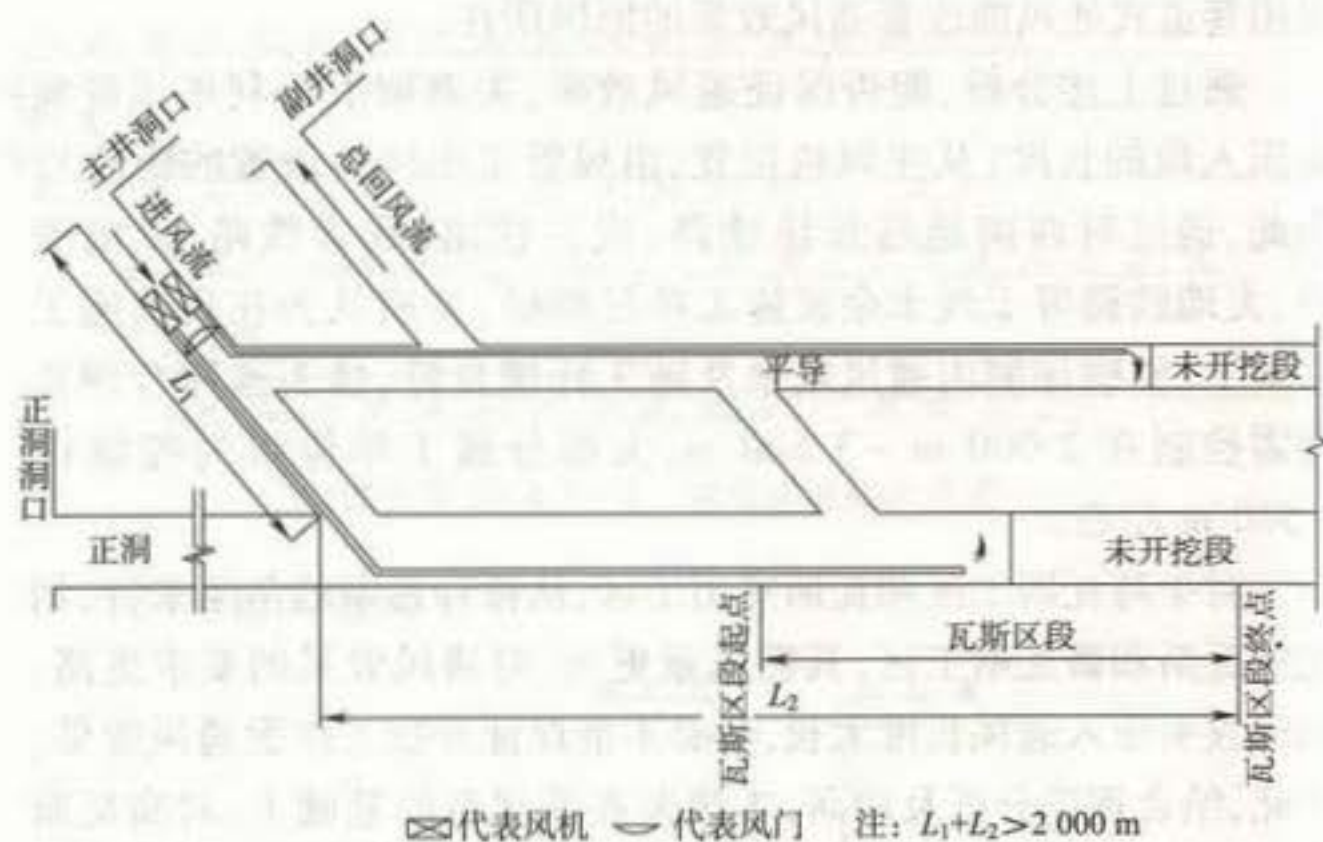 副井洞口
主井洞口
总回风流
进风流
L₁
平导
未开挖段
正洞洞口
正洞
未开挖段
瓦斯区段起点
瓦斯区段
瓦斯区段终点
L₂
代表风机 代表风门 注：L₁+L₂>2 000 m